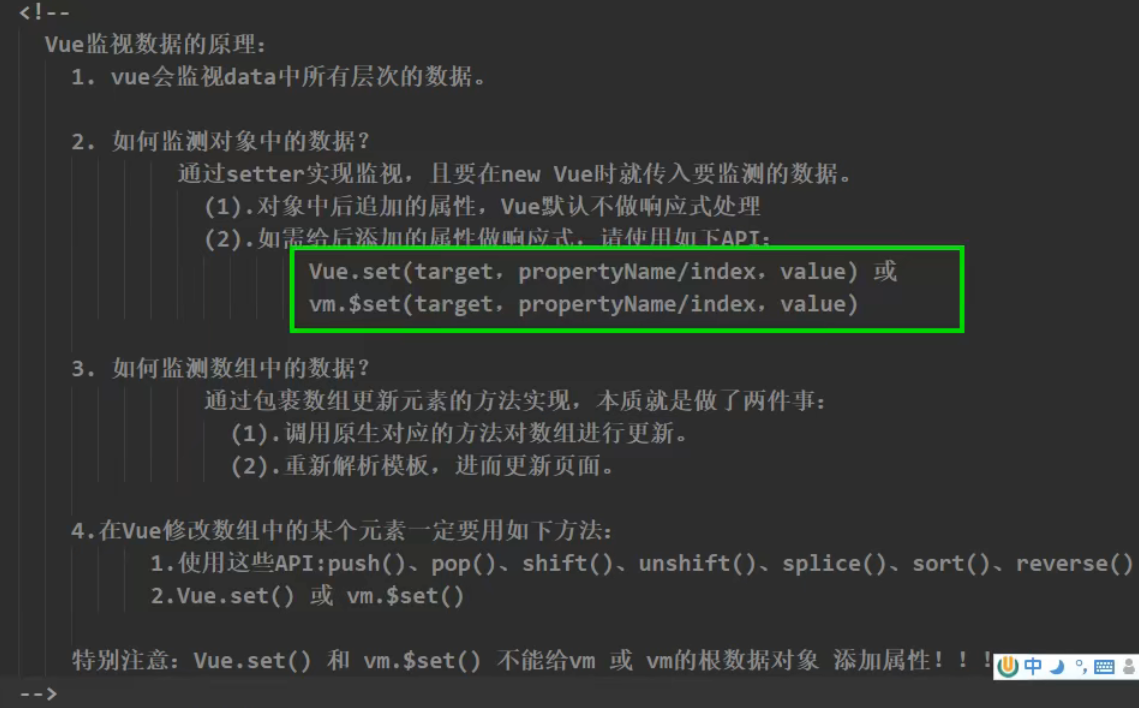 <!--
Vue监视数据的原理：
1. vue会监视data中所有层次的数据。
2. 如何监测对象中的数据？
通过setter实现监视，且要在new Vue时就传入要监测的数据。
(1).对象中后追加的属性，Vue默认不做响应式处理
(2).如需给后添加的属性做响应式，请使用如下API：
Vue.set(target，propertyName/index，value) 或
vm.$set(target，propertyName/index，value)
3. 如何监测数组中的数据？
通过包裹数组更新元素的方法实现，本质就是做了两件事：
(1).调用原生对应的方法对数组进行更新。
(2).重新解析模板，进而更新页面。
4.在Vue修改数组中的某个元素一定要用如下方法：
1.使用这些API:push()、pop()、shift()、unshift()、splice()、sort()、reverse()
2.Vue.set() 或 vm.$set()
特别注意：Vue.set() 和 vm.$set() 不能给vm 或 vm的根数据对象 添加属性！！！
中
-->